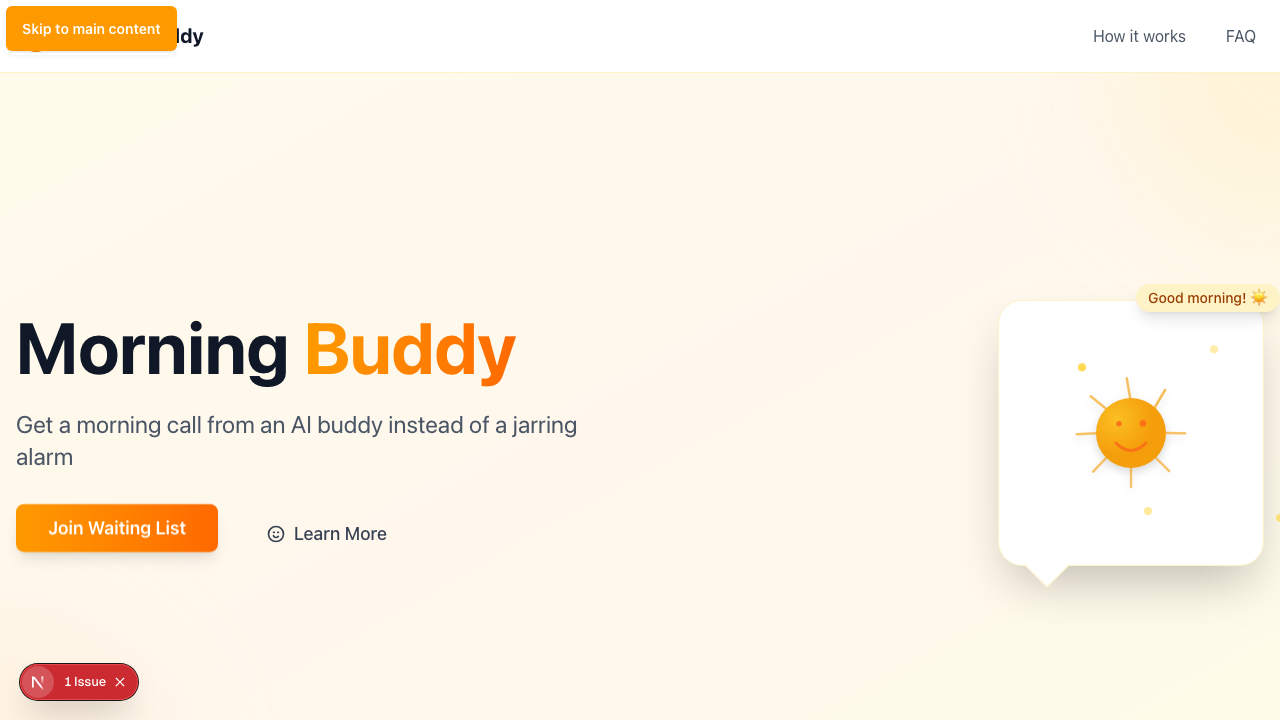 Skip to main content
ddy
How it works
FAQ
Good morning! ☀️
Morning Buddy
Get a morning call from an AI buddy instead of a jarring
alarm
Join Waiting List
Learn More
1 Issue